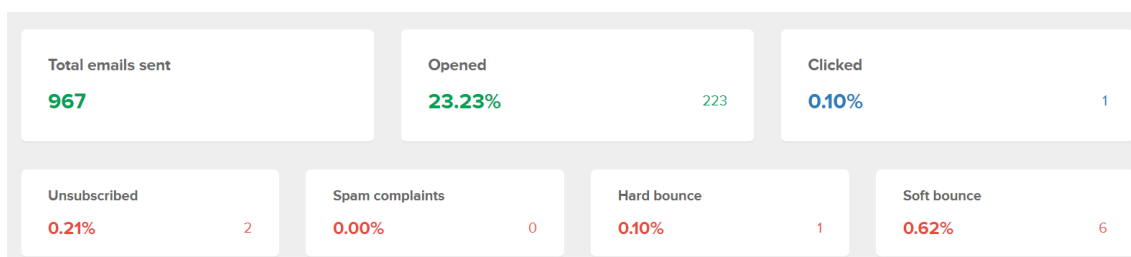 Total emails sent
967
Opened
23.23% 223
Clicked
0.10% 1
Unsubscribed
0.21% 2
Spam complaints
0.00% 0
Hard bounce
0.10% 1
Soft bounce
0.62% 6